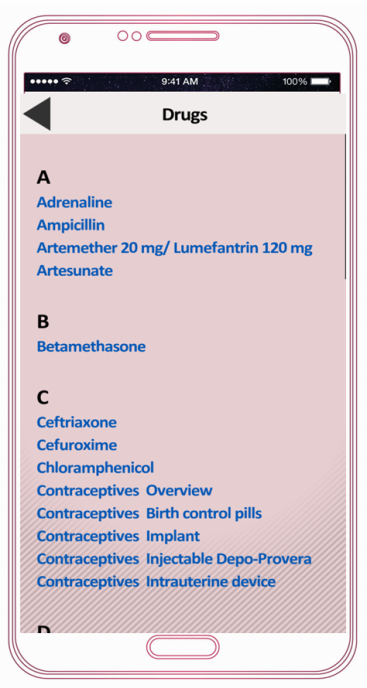 9:41 AM 100%
Drugs
A
Adrenaline
Ampicillin
Artemether 20 mg/ Lumefantrin 120 mg
Artesunate
B
Betamethasone
C
Ceftriaxone
Cefuroxime
Chloramphenicol
Contraceptives Overview
Contraceptives Birth control pills
Contraceptives Implant
Contraceptives Injectable Depo-Provera
Contraceptives Intrauterine device
D